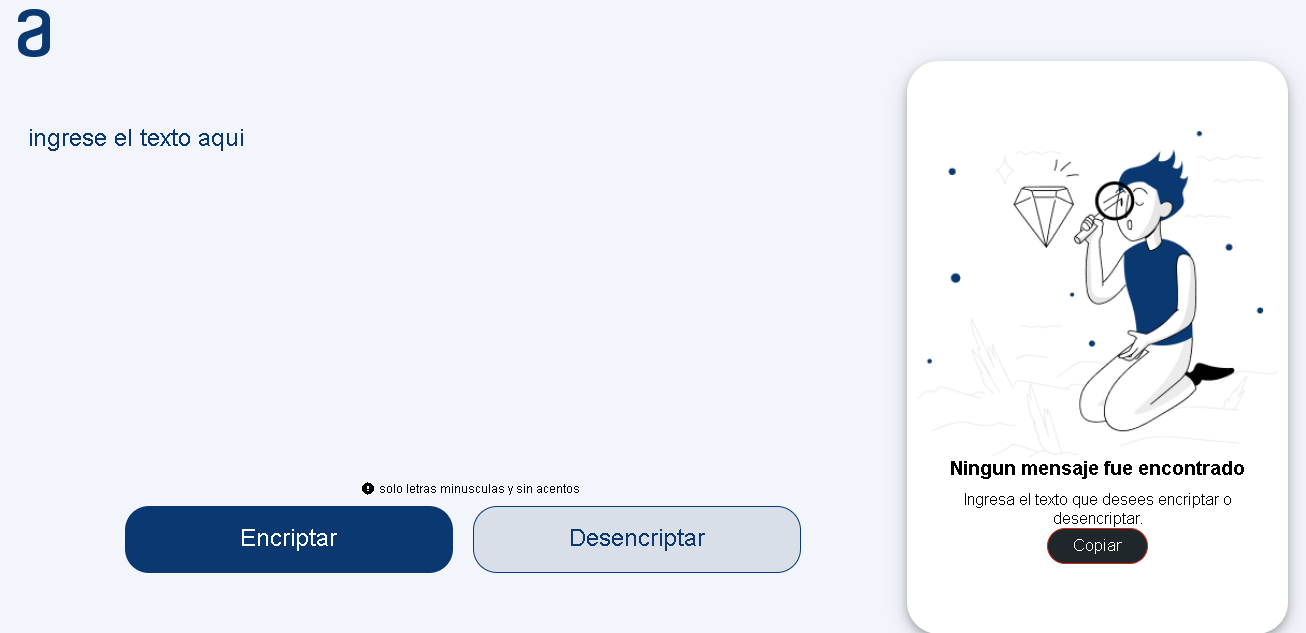 a
ingrese el texto aqui
solo letras minusculas y sin acentos
Encriptar
Desencriptar
Ningun mensaje fue encontrado
Ingresa el texto que desees encriptar o
desencriptar.
Copiar